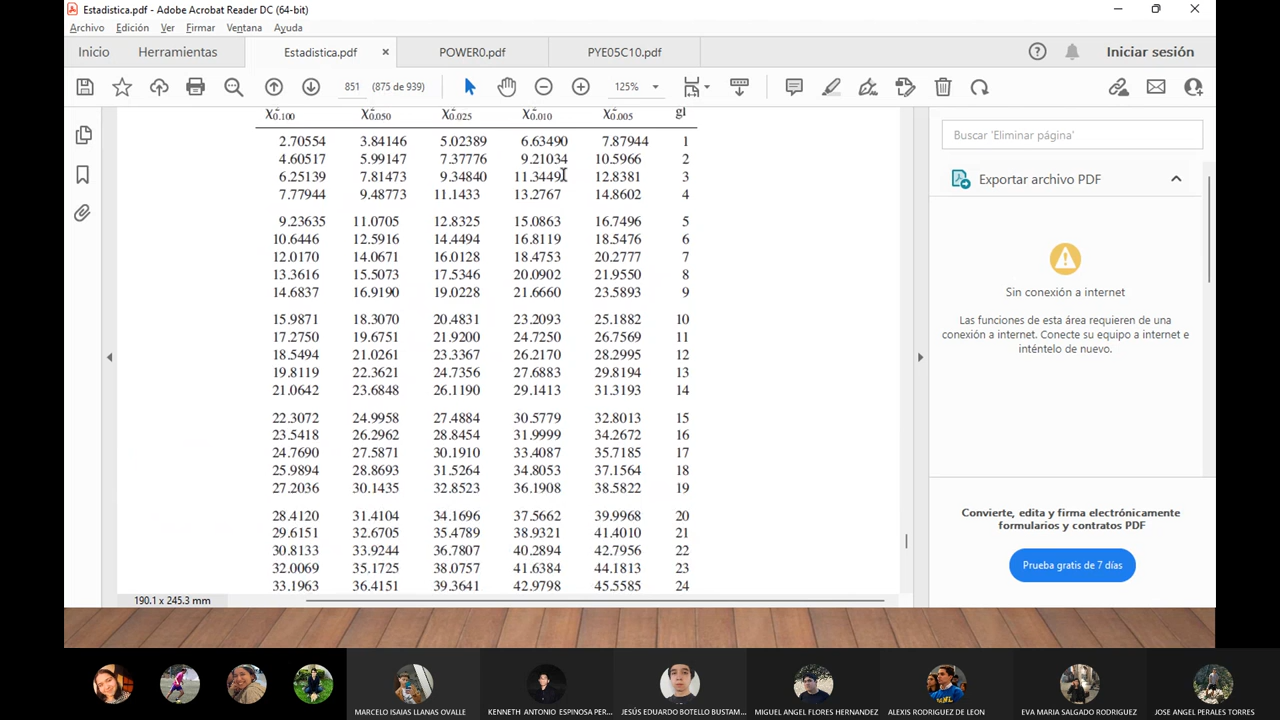 Estadistica.pdf - Adobe Acrobat Reader DC (64-bit)
Archivo Edición Ver Firmar Ventana Ayuda
Inicio Herramientas Estadistica.pdf × POWER0.pdf PYE05C10.pdf Iniciar sesión
851 (875 de 939) 125%
χ²0.100 χ²0.050 χ²0.025 χ²0.010 χ²0.005 gl
2.70554 3.84146 5.02389 6.63490 7.87944 1
4.60517 5.99147 7.37776 9.21034 10.5966 2
6.25139 7.81473 9.34840 11.3449 12.8381 3
7.77944 9.48773 11.1433 13.2767 14.8602 4
9.23635 11.0705 12.8325 15.0863 16.7496 5
10.6446 12.5916 14.4494 16.8119 18.5476 6
12.0170 14.0671 16.0128 18.4753 20.2777 7
13.3616 15.5073 17.5346 20.0902 21.9550 8
14.6837 16.9190 19.0228 21.6660 23.5893 9
15.9871 18.3070 20.4831 23.2093 25.1882 10
17.2750 19.6751 21.9200 24.7250 26.7569 11
18.5494 21.0261 23.3367 26.2170 28.2995 12
19.8119 22.3621 24.7356 27.6883 29.8194 13
21.0642 23.6848 26.1190 29.1413 31.3193 14
22.3072 24.9958 27.4884 30.5779 32.8013 15
23.5418 26.2962 28.8454 31.9999 34.2672 16
24.7690 27.5871 30.1910 33.4087 35.7185 17
25.9894 28.8693 31.5264 34.8053 37.1564 18
27.2036 30.1435 32.8523 36.1908 38.5822 19
28.4120 31.4104 34.1696 37.5662 39.9968 20
29.6151 32.6705 35.4789 38.9321 41.4010 21
30.8133 33.9244 36.7807 40.2894 42.7956 22
32.0069 35.1725 38.0757 41.6384 44.1813 23
33.1963 36.4151 39.3641 42.9798 45.5585 24
190.1 x 245.3 mm
Buscar 'Eliminar página'
Exportar archivo PDF
Sin conexión a internet
Las funciones de esta área requieren de una
conexión a internet. Conecte su equipo a internet e
inténtelo de nuevo.
Convierte, edita y firma electrónicamente
formularios y contratos PDF
Prueba gratis de 7 días
MARCELO ISAIAS LLANAS OVALLE
KENNETH ANTONIO ESPINOSA PER...
JESÚS EDUARDO BOTELLO BUSTAM...
MIGUEL ANGEL FLORES HERNANDEZ
ALEXIS RODRIGUEZ DE LEON
EVA MARIA SALGADO RODRIGUEZ
JOSE ANGEL PERALES TORRES